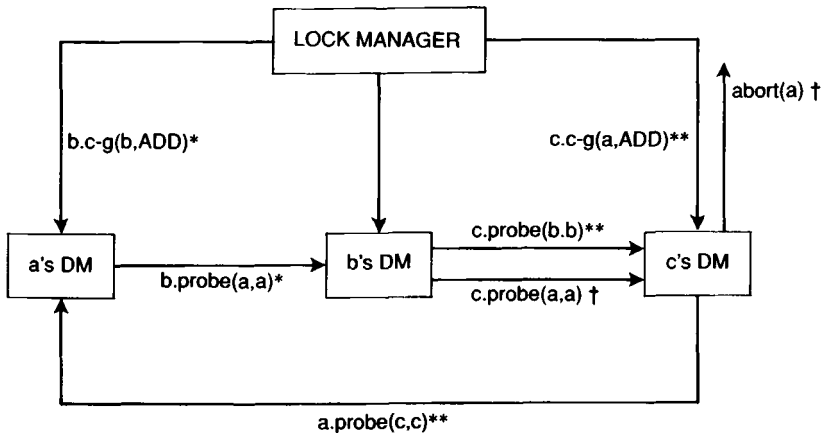 LOCK MANAGER
abort(a) †
b.c-g(b,ADD)*
c.c-g(a,ADD)**
c.probe(b.b)**
a's DM
b's DM
c's DM
b.probe(a,a)*
c.probe(a,a) †
a.probe(c,c)**